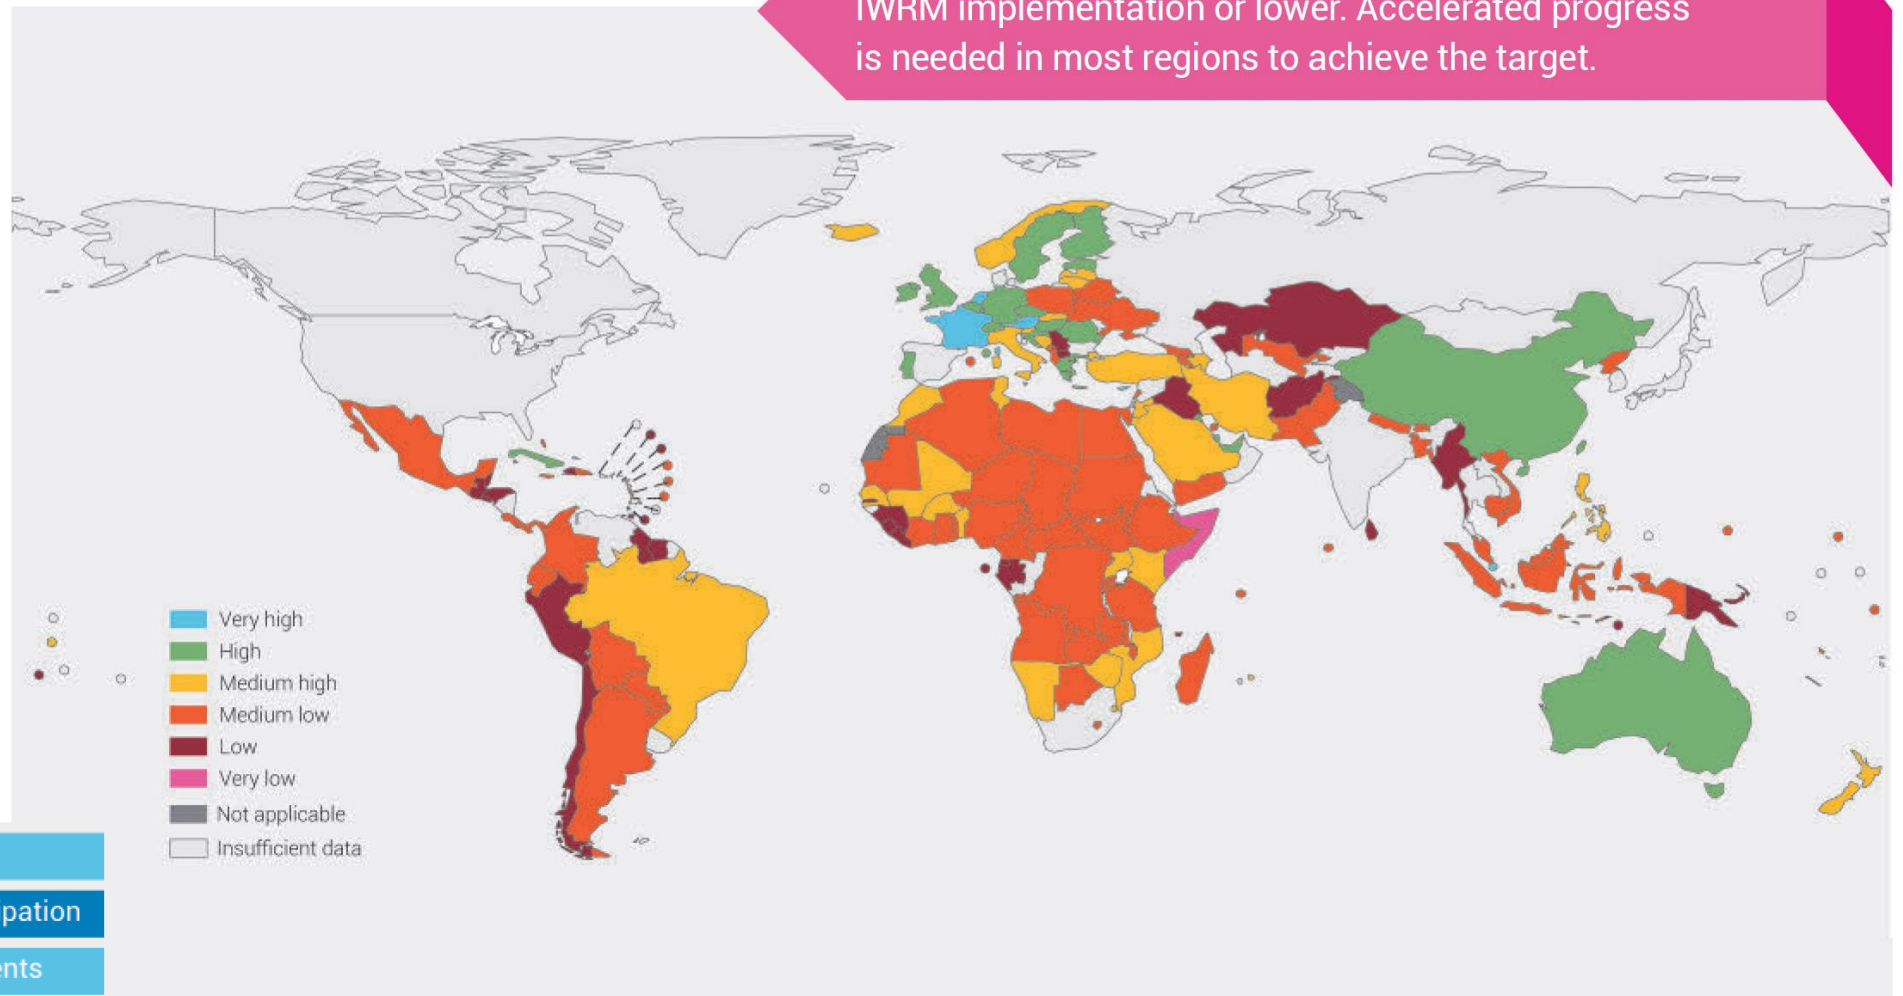 IWRM implementation or lower. Accelerated progress
is needed in most regions to achieve the target.
Very high
High
Medium high
Medium low
Low
Very low
Not applicable
Insufficient data
ipation
ents